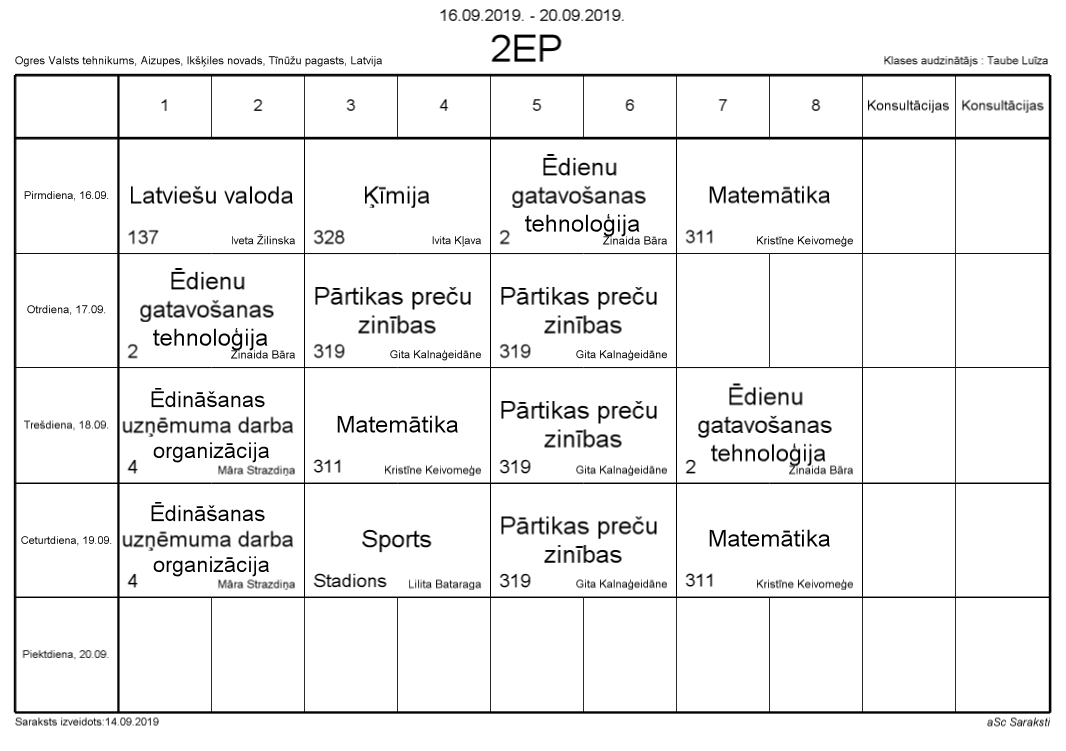 16.09.2019. - 20.09.2019.
2EP
Ogres Valsts tehnikums, Aizupes, Ikšķiles novads, Tīnūžu pagasts, Latvija
Klases audzinātājs : Taube Luīza
1 2 3 4 5 6 7 8 Konsultācijas Konsultācijas
Pirmdiena, 16.09.
Latviešu valoda
137 Iveta Žilinska
Ķīmija
328 Ivita Kļava
Ēdienu
gatavošanas
tehnoloģija
2 Zinaida Bāra
Matemātika
311 Kristīne Keivomeģe
Otrdiena, 17.09.
Ēdienu
gatavošanas
tehnoloģija
2 Zinaida Bāra
Pārtikas preču
zinības
319 Gita Kalnaģeidāne
Pārtikas preču
zinības
319 Gita Kalnaģeidāne
Trešdiena, 18.09.
Ēdināšanas
uzņēmuma darba
organizācija
4 Māra Strazdiņa
Matemātika
311 Kristīne Keivomeģe
Pārtikas preču
zinības
319 Gita Kalnaģeidāne
Ēdienu
gatavošanas
tehnoloģija
2 Zinaida Bāra
Ceturtdiena, 19.09.
Ēdināšanas
uzņēmuma darba
organizācija
4 Māra Strazdiņa
Sports
Stadions Lilita Bataraga
Pārtikas preču
zinības
319 Gita Kalnaģeidāne
Matemātika
311 Kristīne Keivomeģe
Piektdiena, 20.09.
Saraksts izveidots:14.09.2019
aSc Saraksti